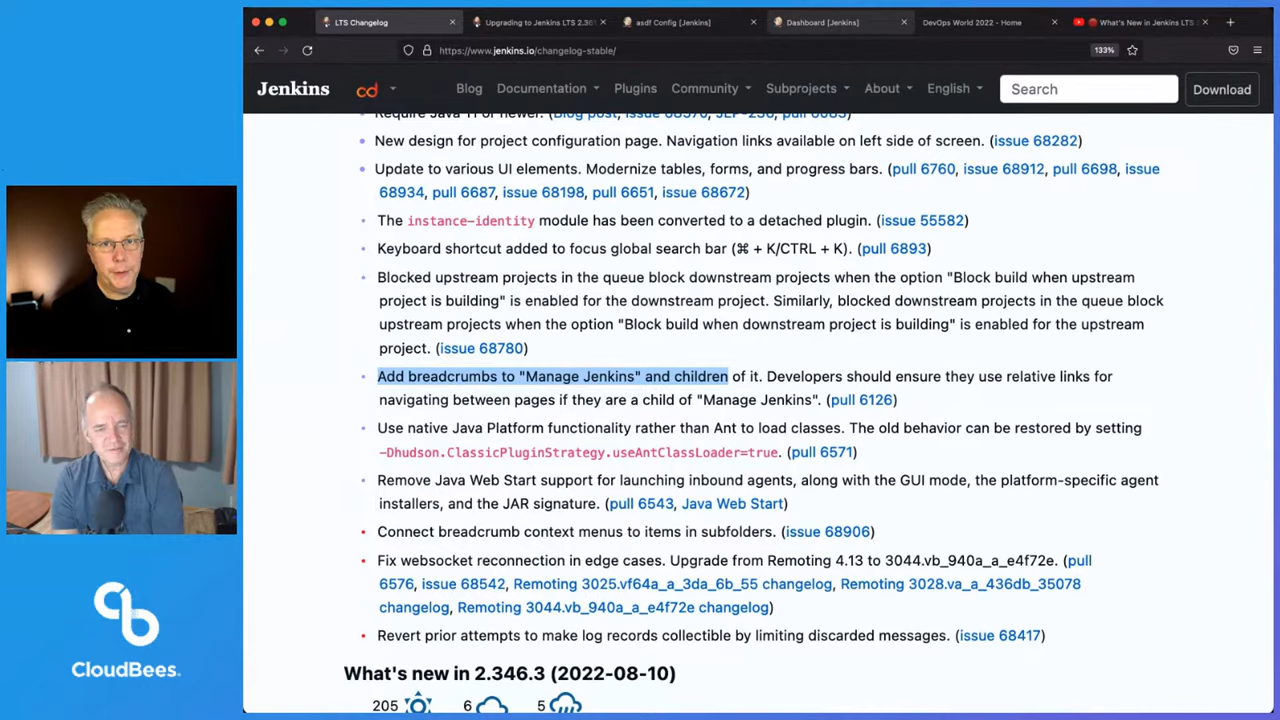 LTS Changelog
Upgrading to Jenkins LTS 2.361
asdf Config [Jenkins]
Dashboard [Jenkins]
DevOps World 2022 - Home
What's New in Jenkins LTS 2
https://www.jenkins.io/changelog-stable/
133%
Jenkins
cd
Blog
Documentation
Plugins
Community
Subprojects
About
English
Search
Download
Require Java 11 or newer. (Blog post, issue 68570, JEP-236, pull 6083)
New design for project configuration page. Navigation links available on left side of screen. (issue 68282)
Update to various UI elements. Modernize tables, forms, and progress bars. (pull 6760, issue 68912, pull 6698, issue
68934, pull 6687, issue 68198, pull 6651, issue 68672)
The instance-identity module has been converted to a detached plugin. (issue 55582)
Keyboard shortcut added to focus global search bar (⌘ + K/CTRL + K). (pull 6893)
Blocked upstream projects in the queue block downstream projects when the option "Block build when upstream
project is building" is enabled for the downstream project. Similarly, blocked downstream projects in the queue block
upstream projects when the option "Block build when downstream project is building" is enabled for the upstream
project. (issue 68780)
Add breadcrumbs to "Manage Jenkins" and children of it. Developers should ensure they use relative links for
navigating between pages if they are a child of "Manage Jenkins". (pull 6126)
Use native Java Platform functionality rather than Ant to load classes. The old behavior can be restored by setting
-Dhudson.ClassicPluginStrategy.useAntClassLoader=true. (pull 6571)
Remove Java Web Start support for launching inbound agents, along with the GUI mode, the platform-specific agent
installers, and the JAR signature. (pull 6543, Java Web Start)
Connect breadcrumb context menus to items in subfolders. (issue 68906)
Fix websocket reconnection in edge cases. Upgrade from Remoting 4.13 to 3044.vb_940a_a_e4f72e. (pull
6576, issue 68542, Remoting 3025.vf64a_a_3da_6b_55 changelog, Remoting 3028.va_a_436db_35078
changelog, Remoting 3044.vb_940a_a_e4f72e changelog)
Revert prior attempts to make log records collectible by limiting discarded messages. (issue 68417)
What's new in 2.346.3 (2022-08-10)
205
6
5
CloudBees